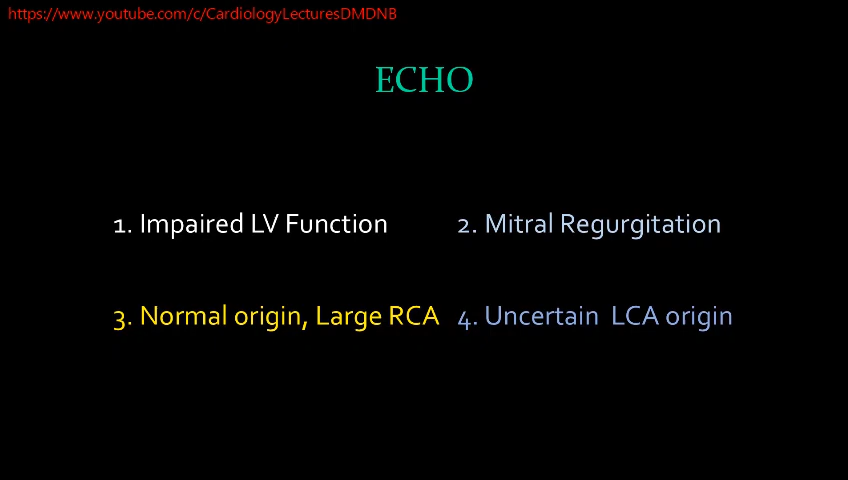 https://www.youtube.com/c/CardiologyLecturesDMDNB
ECHO
1. Impaired LV Function
2. Mitral Regurgitation
3. Normal origin, Large RCA
4. Uncertain LCA origin